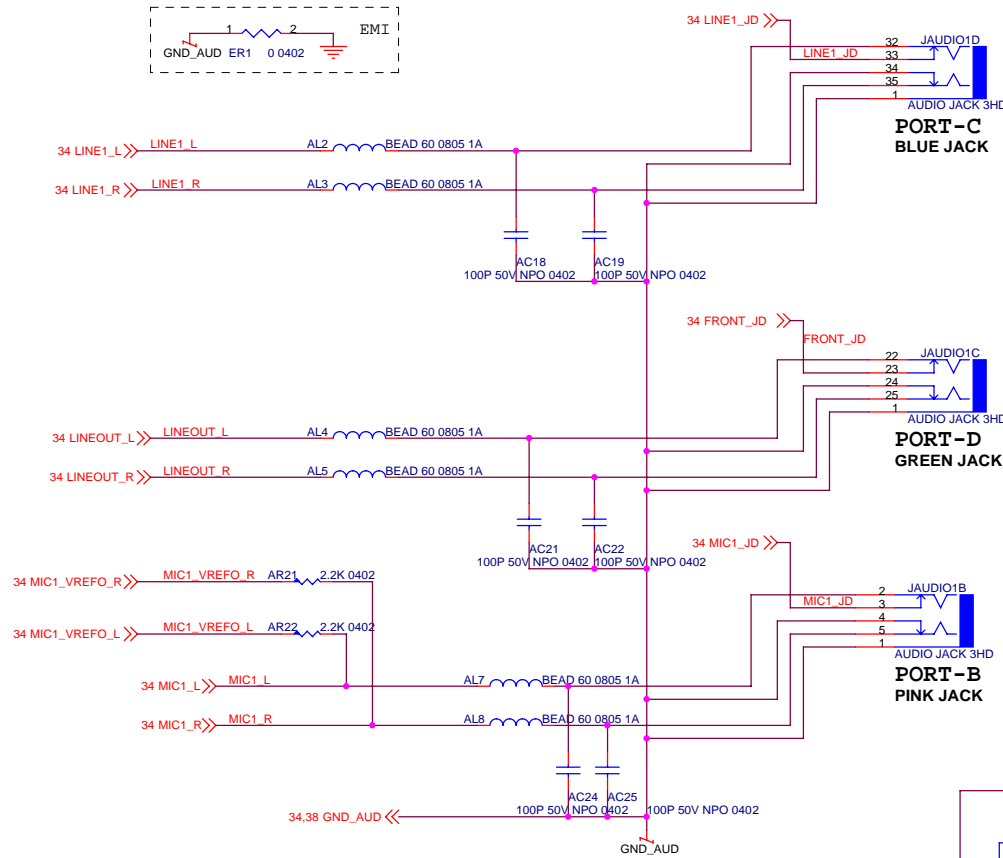 34 LINE1_JD
1 2 EMI
GND_AUD ER1 0 0402
32 JAUDIO1D
LINE1_JD 33
34
35
1
AUDIO JACK 3HD
PORT-C
BLUE JACK
34 LINE1_L LINE1_L AL2 BEAD 60 0805 1A
34 LINE1_R LINE1_R AL3 BEAD 60 0805 1A
AC18 AC19
100P 50V NPO 0402 100P 50V NPO 0402
34 FRONT_JD
FRONT_JD
22 JAUDIO1C
23
24
25
1
AUDIO JACK 3HD
PORT-D
GREEN JACK
34 LINEOUT_L LINEOUT_L AL4 BEAD 60 0805 1A
34 LINEOUT_R LINEOUT_R AL5 BEAD 60 0805 1A
AC21 AC22
100P 50V NPO 0402 100P 50V NPO 0402
34 MIC1_JD
34 MIC1_VREFO_R MIC1_VREFO_R AR21 2.2K 0402
2 JAUDIO1B
MIC1_JD 3
4
5
1
AUDIO JACK 3HD
PORT-B
PINK JACK
34 MIC1_VREFO_L MIC1_VREFO_L AR22 2.2K 0402
34 MIC1_L MIC1_L AL7 BEAD 60 0805 1A
34 MIC1_R MIC1_R AL8 BEAD 60 0805 1A
AC24 AC25
100P 50V NPO 0402 100P 50V NPO 0402
34,38 GND_AUD
GND_AUD